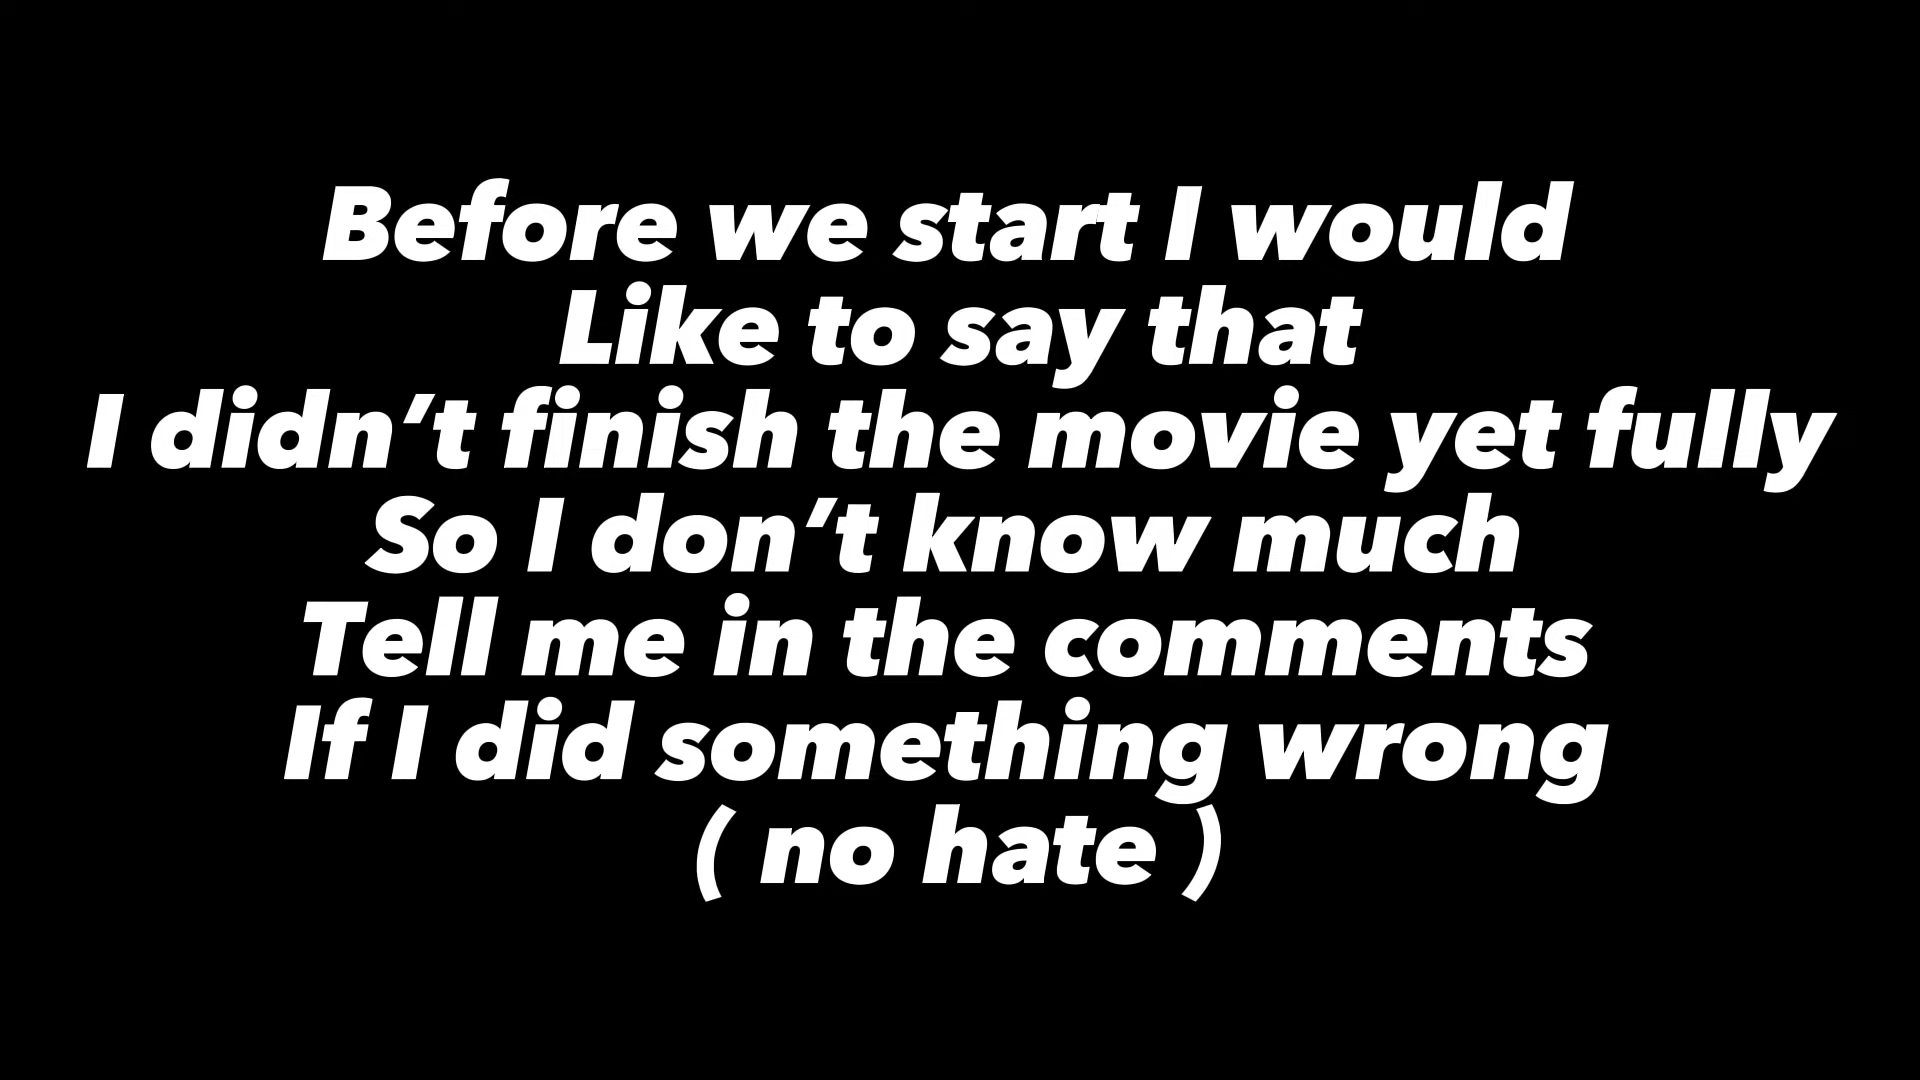 Before we start I would
Like to say that
I didn’t finish the movie yet fully
So I don’t know much
Tell me in the comments
If I did something wrong
( no hate )